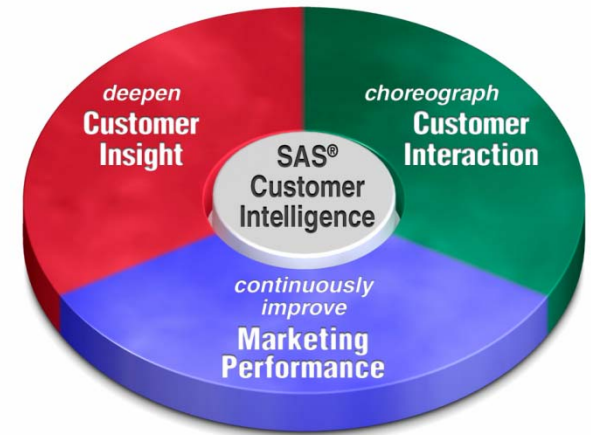 deepen
Customer
Insight
choreograph
Customer
Interaction
SAS®
Customer
Intelligence
continuously
improve
Marketing
Performance